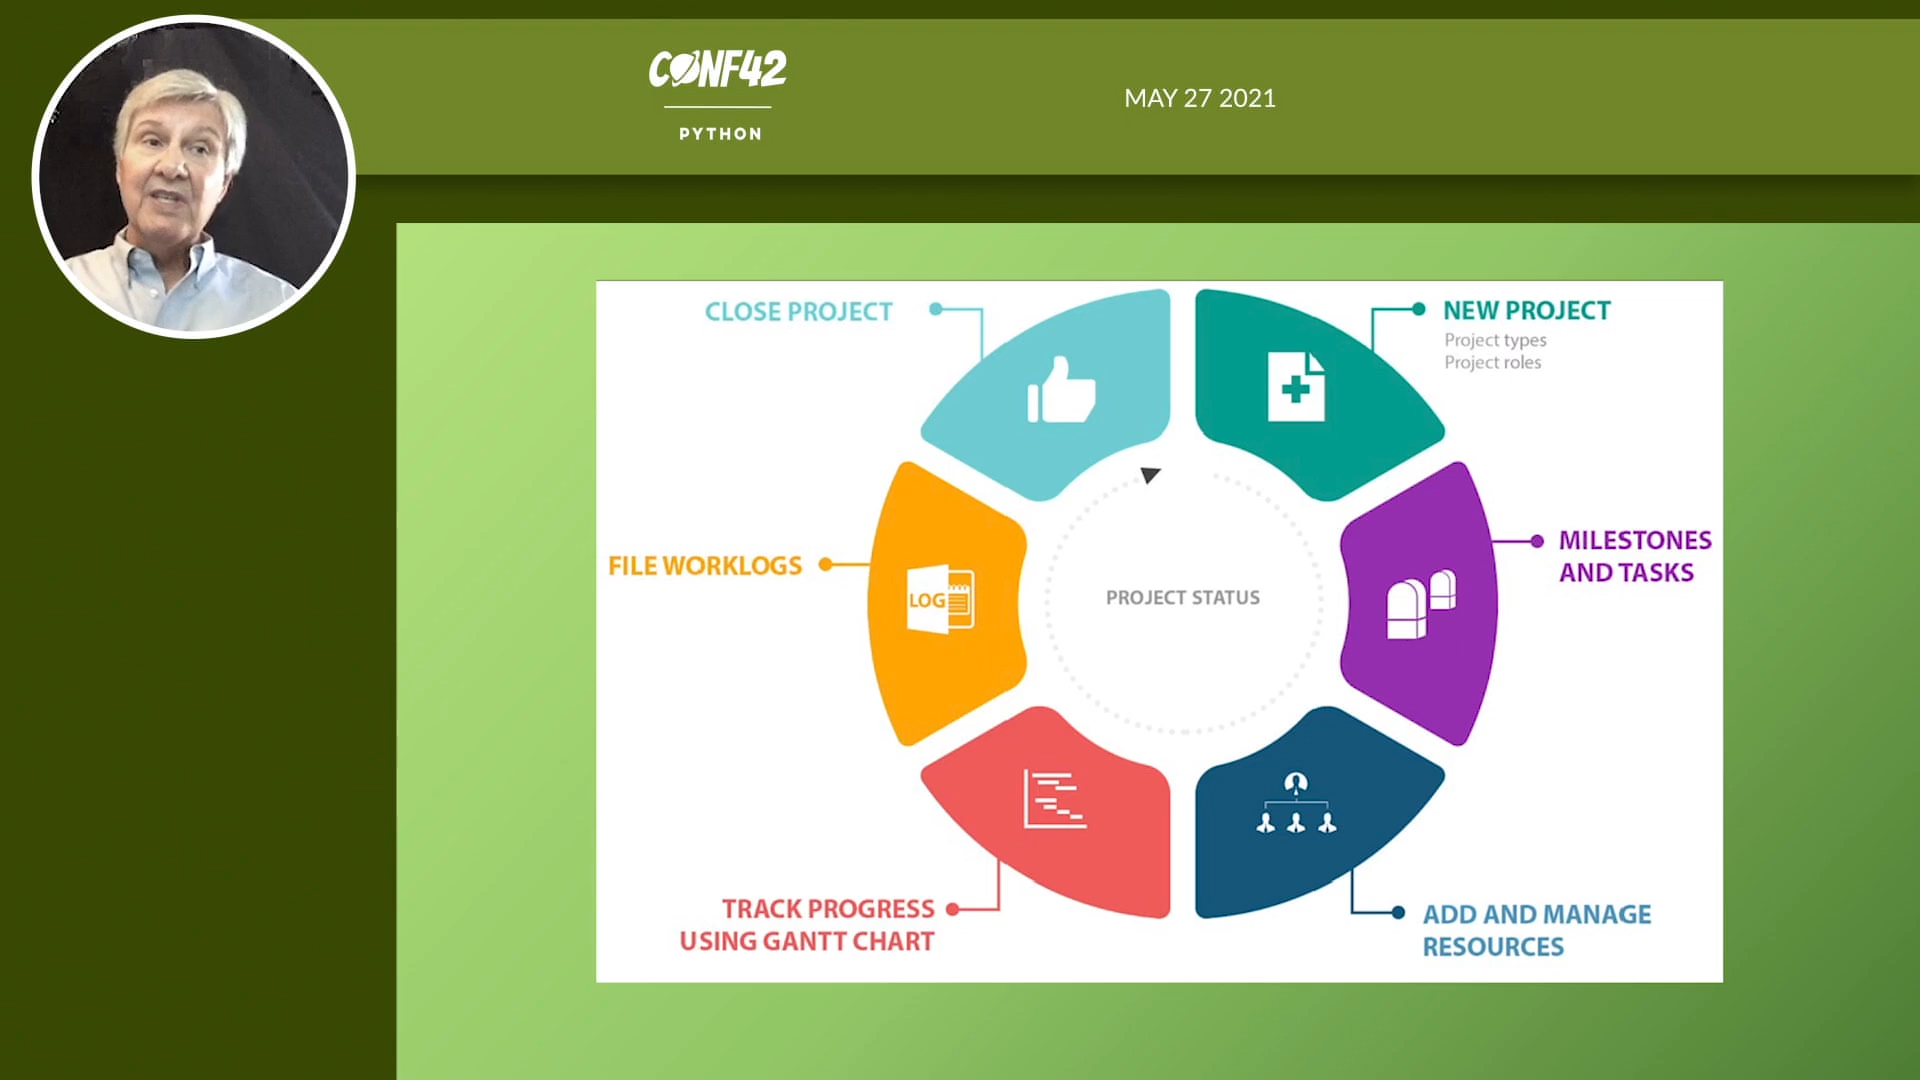 CONF42
PYTHON
MAY 27 2021
CLOSE PROJECT
NEW PROJECT
Project types
Project roles
FILE WORKLOGS
LOG
PROJECT STATUS
MILESTONES
AND TASKS
TRACK PROGRESS
USING GANTT CHART
ADD AND MANAGE
RESOURCES